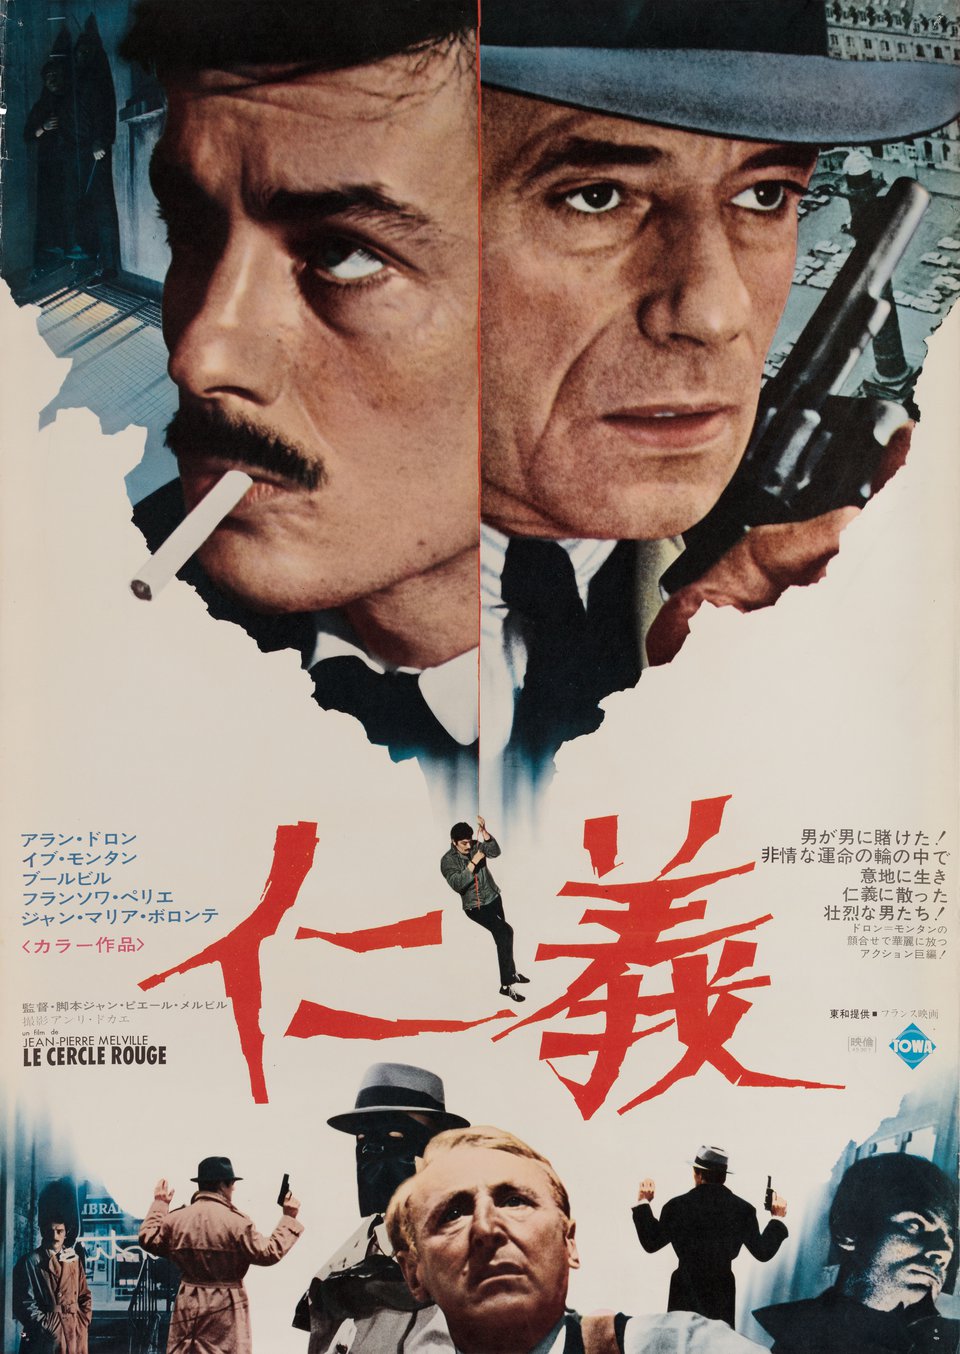 アラン・ドロン
イブ・モンタン
ブールビル
フランソワ・ペリエ
ジャン・マリア・ボロンテ
〈カラー作品〉
監督・脚本ジャン・ピエール・メルビル
撮影アンリ・ドカエ
un film de
JEAN-PIERRE MELVILLE
LE CERCLE ROUGE
仁義
男が男に賭けた!
非情な運命の輪の中で
意地に生き
仁義に散った
壮烈な男たち!
ドロン=モンタンの
顔合せで華麗に放つ
アクション巨編!
東和提供■フランス映画
映倫
TOWA
IBRA